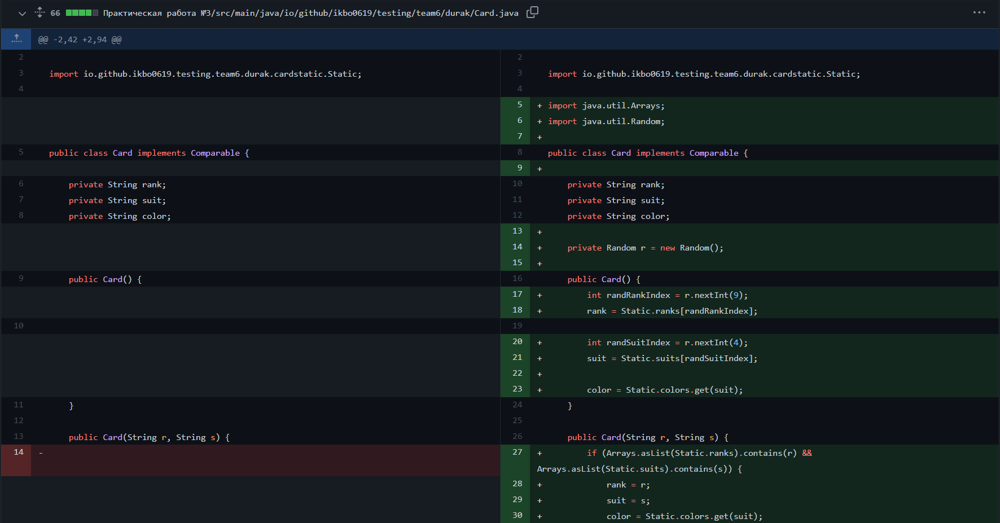 66 Практическая работа №3/src/main/java/io/github/ikbo0619/testing/team6/durak/Card.java
@@ -2,42 +2,94 @@
2 2
3 import io.github.ikbo0619.testing.team6.durak.cardstatic.Static; 3 import io.github.ikbo0619.testing.team6.durak.cardstatic.Static;
4 4
5 + import java.util.Arrays;
6 + import java.util.Random;
7 +
5 public class Card implements Comparable { 8 public class Card implements Comparable {
9 +
6 private String rank; 10 private String rank;
7 private String suit; 11 private String suit;
8 private String color; 12 private String color;
13 +
14 + private Random r = new Random();
15 +
9 public Card() { 16 public Card() {
17 + int randRankIndex = r.nextInt(9);
18 + rank = Static.ranks[randRankIndex];
10 19
20 + int randSuitIndex = r.nextInt(4);
21 + suit = Static.suits[randSuitIndex];
22 +
23 + color = Static.colors.get(suit);
11 } 24 }
12 25
13 public Card(String r, String s) { 26 public Card(String r, String s) {
14 - 27 + if (Arrays.asList(Static.ranks).contains(r) &&
Arrays.asList(Static.suits).contains(s)) {
28 + rank = r;
29 + suit = s;
30 + color = Static.colors.get(suit);